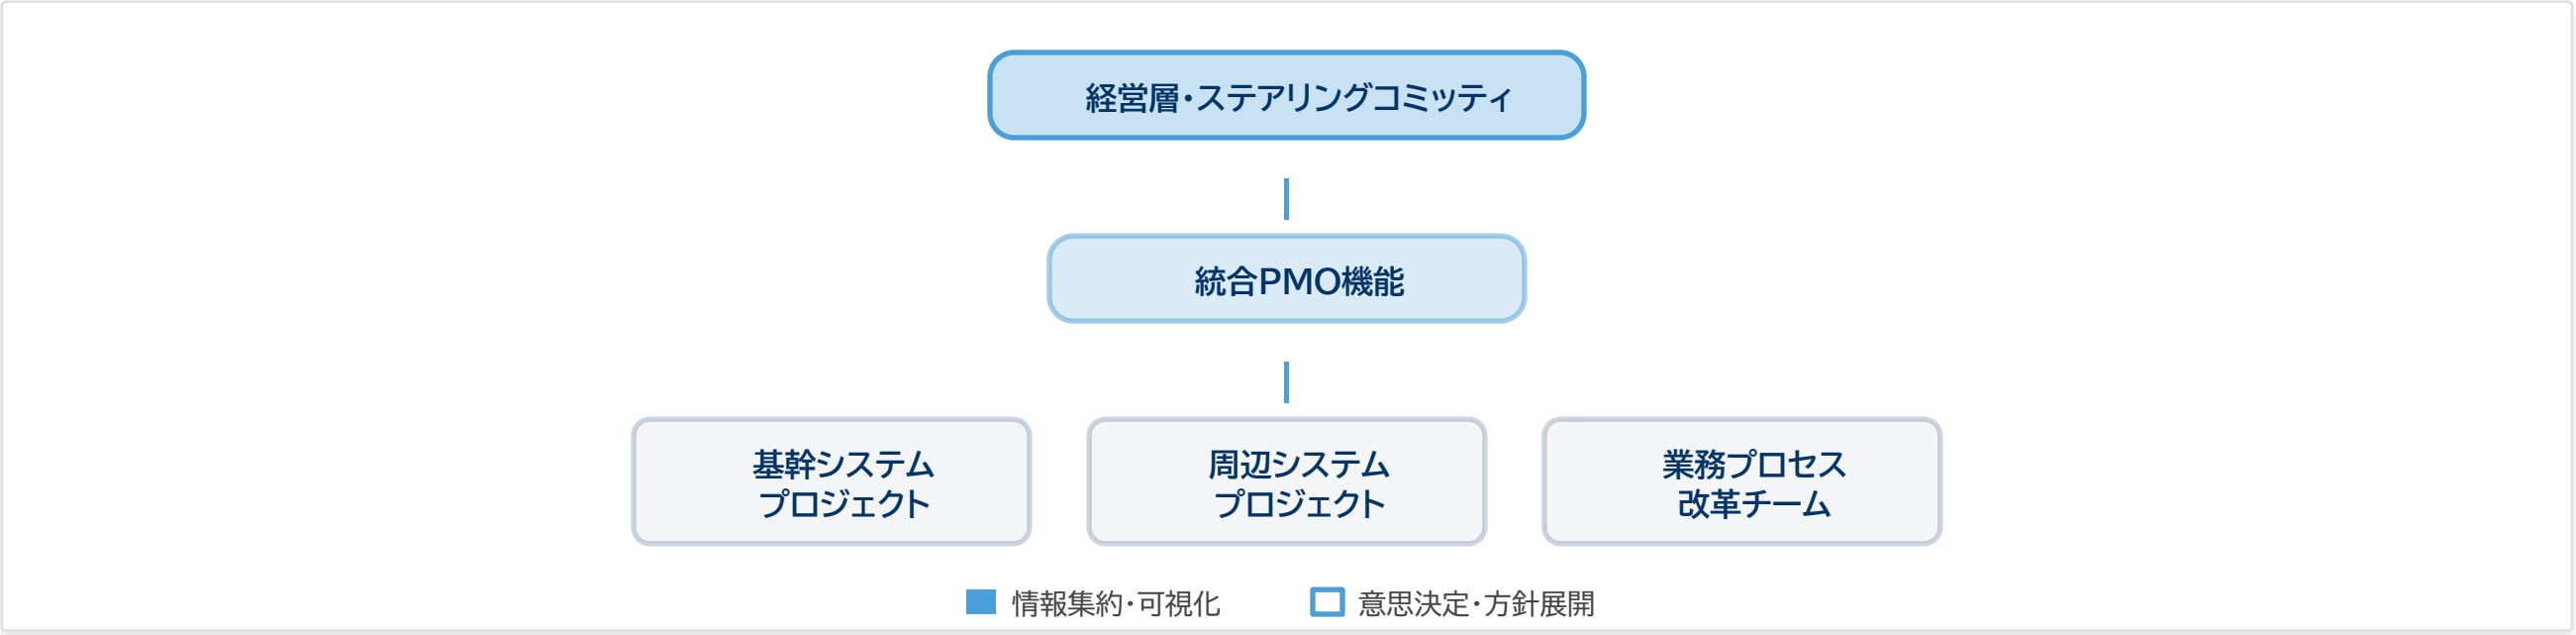 経営層・ステアリングコミッティ
統合PMO機能
基幹システム
プロジェクト
周辺システム
プロジェクト
業務プロセス
改革チーム
情報集約・可視化
意思決定・方針展開